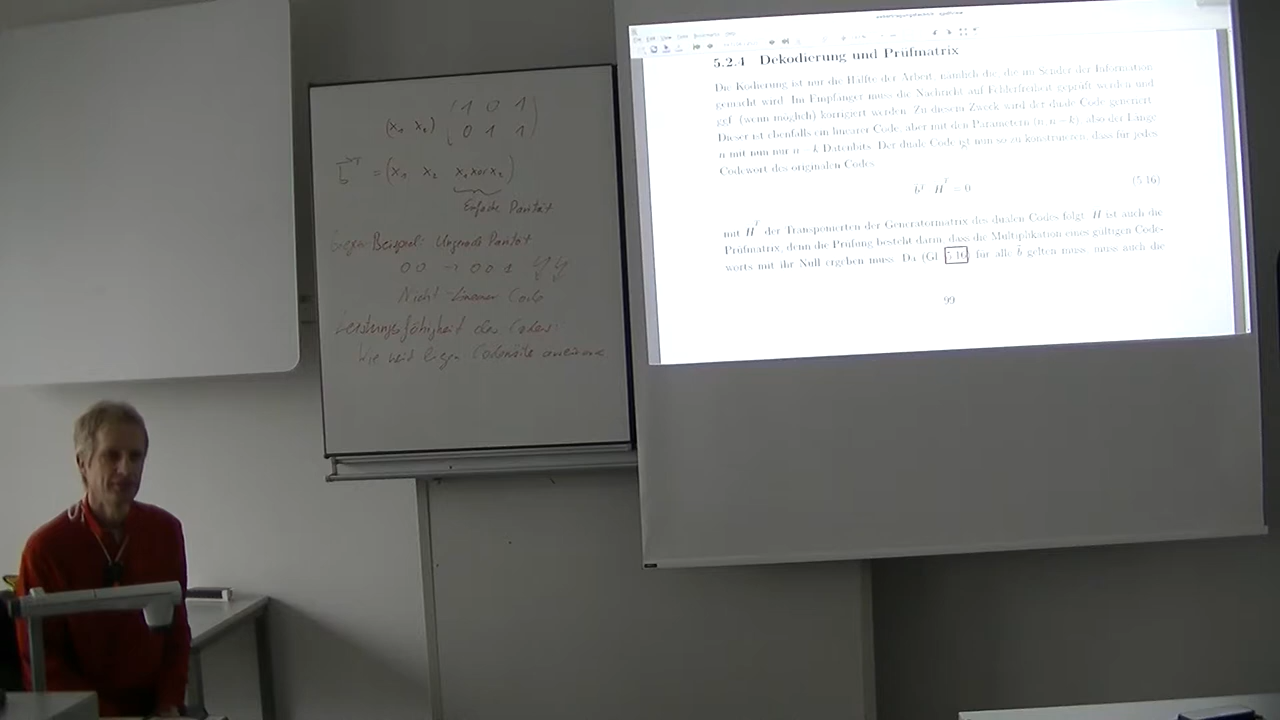 (1 0 1)
(x₁ x₂) (0 1 1)
b⃗ᵀ = (x₁ x₂ x₁ xor x₂)
Einfache Parität
Gegen-Beispiel: Ungerade Parität
00 → 001
Nicht-Linearer Code
Leistungsfähigkeit des Codes:
Wie weit liegen Codewörter
5.2.4 Dekodierung und Prüfmatrix
Die Kodierung ist nur die Hälfte der Arbeit, nämlich die, die im Sender der Information
gemacht wird. Im Empfänger muss die Nachricht auf Fehlerfreiheit geprüft werden und
ggf. (wenn möglich) korrigiert werden. Zu diesem Zweck wird der duale Code generiert.
Dieser ist ebenfalls ein linearer Code, aber mit den Parametern (n, n − k), also der Länge
n mit nun nur n − k Datenbits. Der duale Code ist nun so zu konstruieren, dass für jedes
Codewort des originalen Codes
b⃗ᵀ Hᵀ = 0 (5.16)
mit Hᵀ der Transponierten der Generatormatrix des dualen Codes folgt. H ist auch die
Prüfmatrix, denn die Prüfung besteht darin, dass die Multiplikation eines gültigen Code-
worts mit ihr Null ergeben muss. Da (Gl. 5.16) für alle b⃗ gelten muss, muss auch die
99